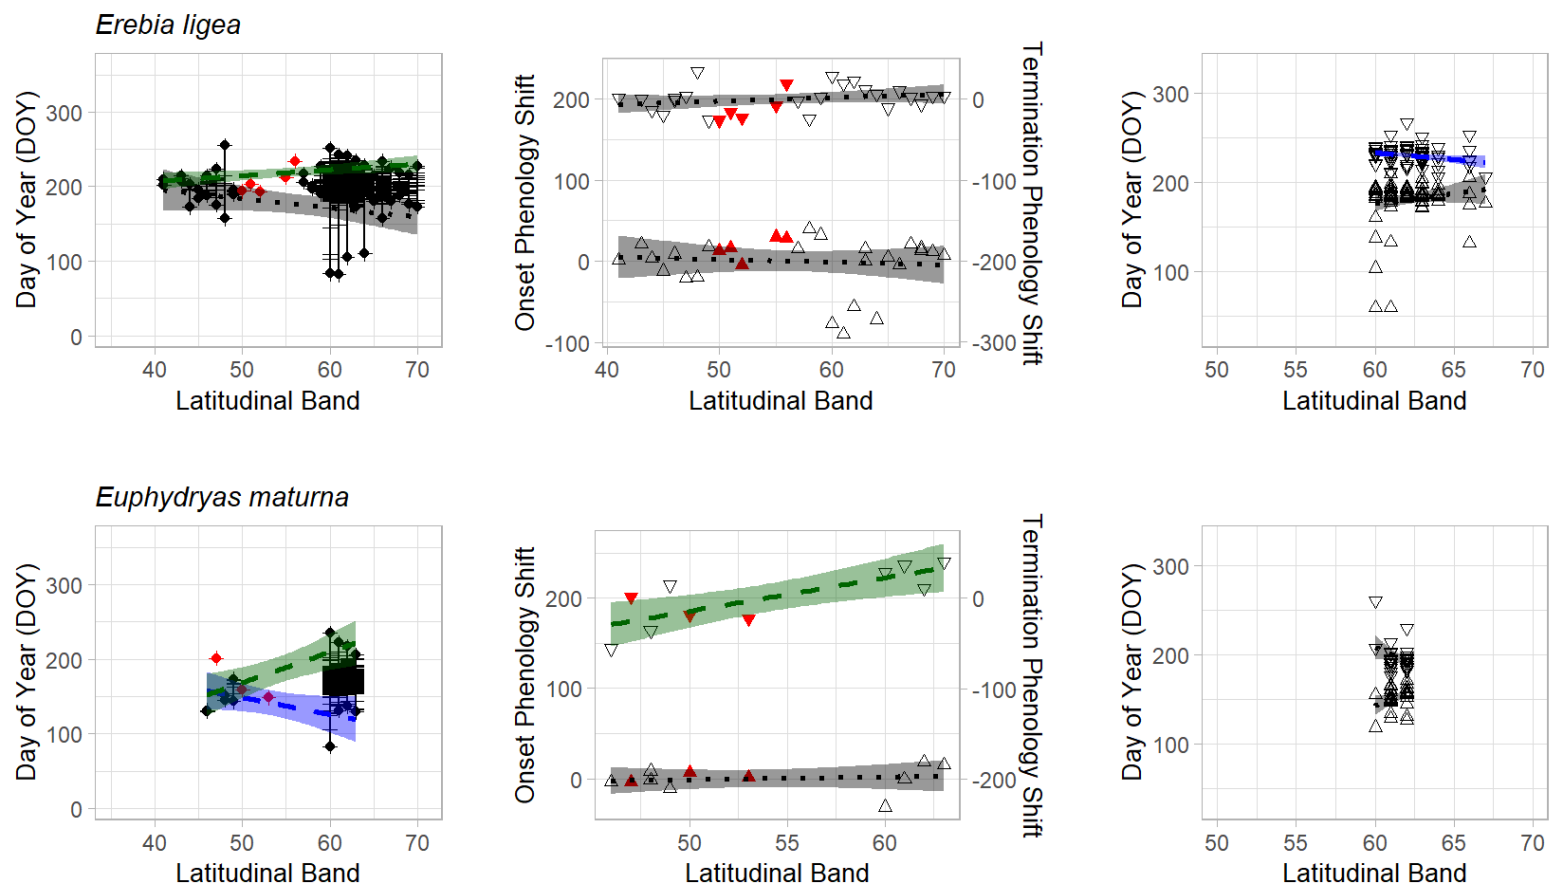 Erebia ligea
Day of Year (DOY)
300
200
100
0
40 50 60 70
Latitudinal Band
Onset Phenology Shift
200
100
0
-100
Termination Phenology Shift
0
-100
-200
-300
40 50 60 70
Latitudinal Band
Day of Year (DOY)
300
200
100
50 55 60 65 70
Latitudinal Band
Euphydryas maturna
Day of Year (DOY)
300
200
100
0
40 50 60 70
Latitudinal Band
Onset Phenology Shift
200
100
0
Termination Phenology Shift
0
-100
-200
50 55 60
Latitudinal Band
Day of Year (DOY)
300
200
100
50 55 60 65 70
Latitudinal Band